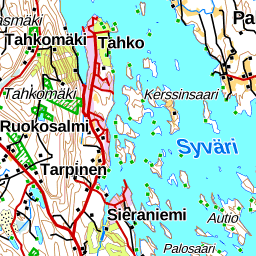 Pa
Tahkomäki
Tahko
Tahkomäki
Kerssinsaari
Ruokosalmi
Syväri
Tarpinen
Sieraniemi
Autio
Palosaari